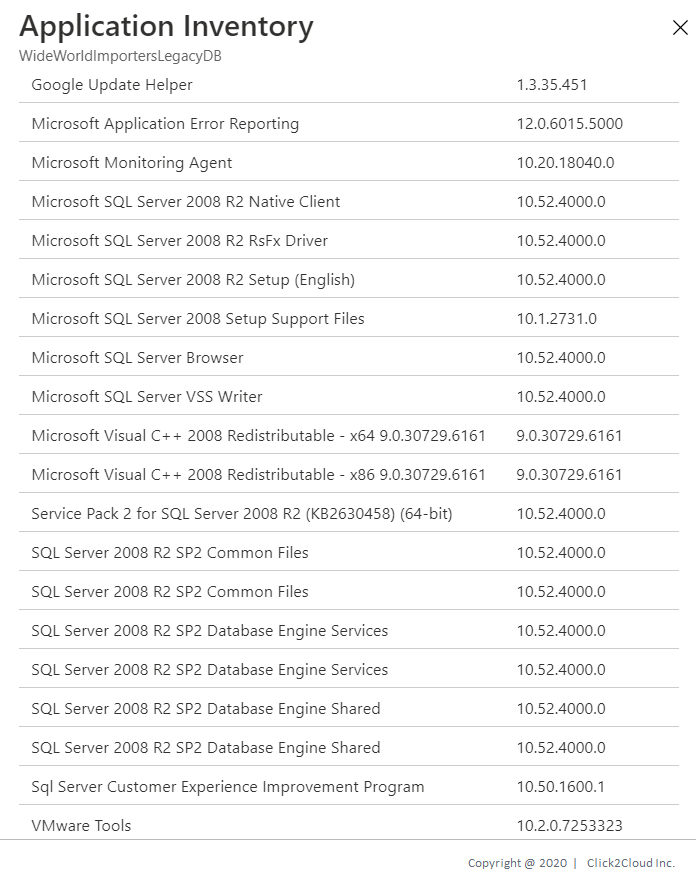 Application Inventory
WideWorldImportersLegacyDB
Google Update Helper 1.3.35.451
Microsoft Application Error Reporting 12.0.6015.5000
Microsoft Monitoring Agent 10.20.18040.0
Microsoft SQL Server 2008 R2 Native Client 10.52.4000.0
Microsoft SQL Server 2008 R2 RsFx Driver 10.52.4000.0
Microsoft SQL Server 2008 R2 Setup (English) 10.52.4000.0
Microsoft SQL Server 2008 Setup Support Files 10.1.2731.0
Microsoft SQL Server Browser 10.52.4000.0
Microsoft SQL Server VSS Writer 10.52.4000.0
Microsoft Visual C++ 2008 Redistributable - x64 9.0.30729.6161 9.0.30729.6161
Microsoft Visual C++ 2008 Redistributable - x86 9.0.30729.6161 9.0.30729.6161
Service Pack 2 for SQL Server 2008 R2 (KB2630458) (64-bit) 10.52.4000.0
SQL Server 2008 R2 SP2 Common Files 10.52.4000.0
SQL Server 2008 R2 SP2 Common Files 10.52.4000.0
SQL Server 2008 R2 SP2 Database Engine Services 10.52.4000.0
SQL Server 2008 R2 SP2 Database Engine Services 10.52.4000.0
SQL Server 2008 R2 SP2 Database Engine Shared 10.52.4000.0
SQL Server 2008 R2 SP2 Database Engine Shared 10.52.4000.0
Sql Server Customer Experience Improvement Program 10.50.1600.1
VMware Tools 10.2.0.7253323
Copyright @ 2020 | Click2Cloud Inc.